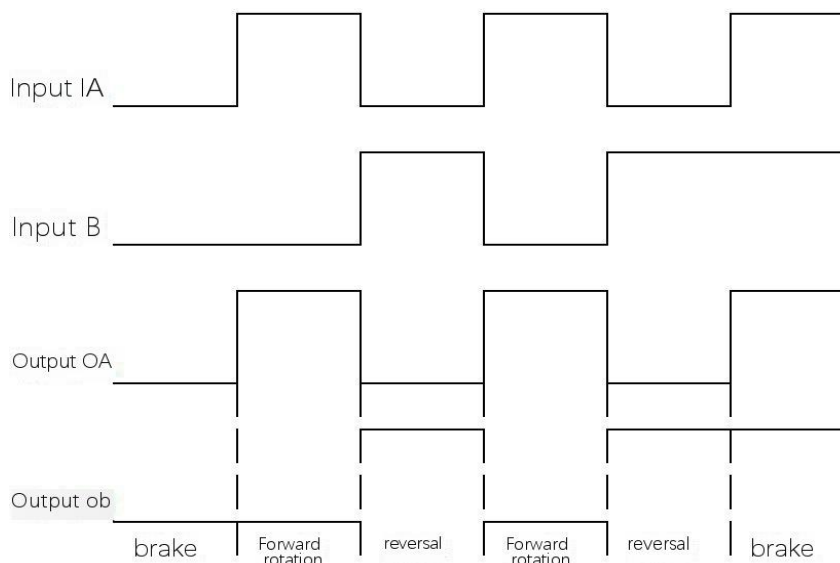 Input IA
Input B
Output OA
Output ob
brake
Forward
rotation
reversal
Forward
rotation
reversal
brake